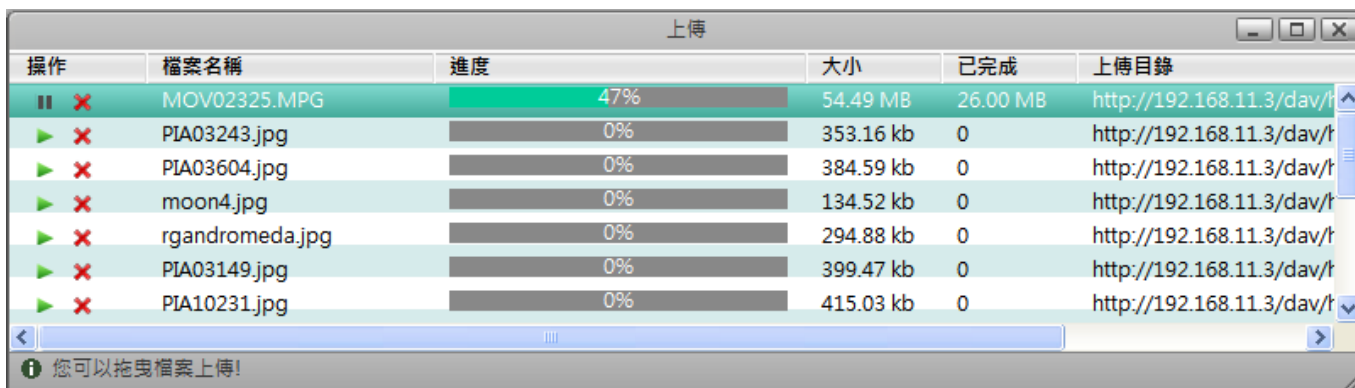 上傳
操作 檔案名稱 進度 大小 已完成 上傳目錄
MOV02325.MPG 47% 54.49 MB 26.00 MB http://192.168.11.3/dav/h
PIA03243.jpg 0% 353.16 kb 0 http://192.168.11.3/dav/h
PIA03604.jpg 0% 384.59 kb 0 http://192.168.11.3/dav/h
moon4.jpg 0% 134.52 kb 0 http://192.168.11.3/dav/h
rgandromeda.jpg 0% 294.88 kb 0 http://192.168.11.3/dav/h
PIA03149.jpg 0% 399.47 kb 0 http://192.168.11.3/dav/h
PIA10231.jpg 0% 415.03 kb 0 http://192.168.11.3/dav/h
您可以拖曳檔案上傳!